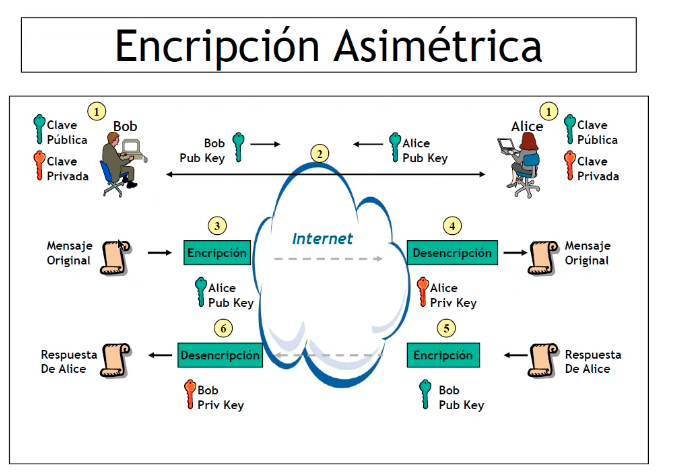 Encripción Asimétrica
1
Bob
Clave
Pública
Clave
Privada
Bob
Pub Key
2
Alice
Pub Key
1
Alice
Clave
Pública
Clave
Privada
3
Internet
4
Mensaje
Original
Encripción
Desencripción
Mensaje
Original
Alice
Pub Key
Alice
Priv Key
6
5
Respuesta
De Alice
Desencripción
Encripción
Respuesta
De Alice
Bob
Priv Key
Bob
Pub Key